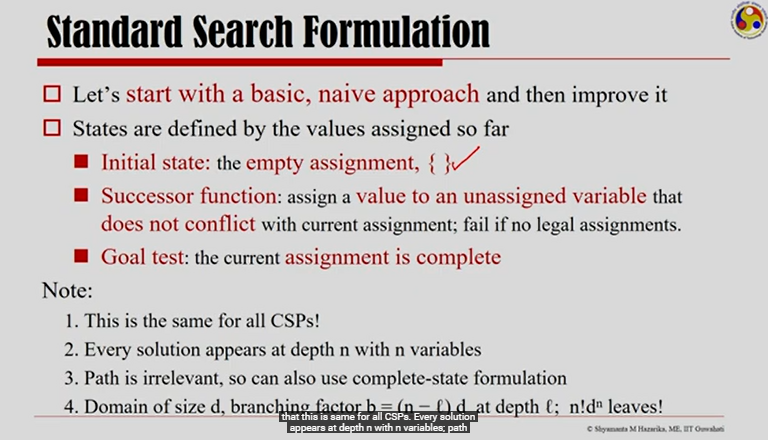 Standard Search Formulation
Let's start with a basic, naive approach and then improve it
States are defined by the values assigned so far
Initial state: the empty assignment, { }
Successor function: assign a value to an unassigned variable that
does not conflict with current assignment; fail if no legal assignments.
Goal test: the current assignment is complete
Note:
1. This is the same for all CSPs!
2. Every solution appears at depth n with n variables
3. Path is irrelevant, so can also use complete-state formulation
4. Domain of size d, branching factor b = (n − ℓ) d, at depth ℓ; n!dⁿ leaves!
that this is same for all CSPs. Every solution
appears at depth n with n variables; path
© Shyamanta M Hazarika, ME, IIT Guwahati